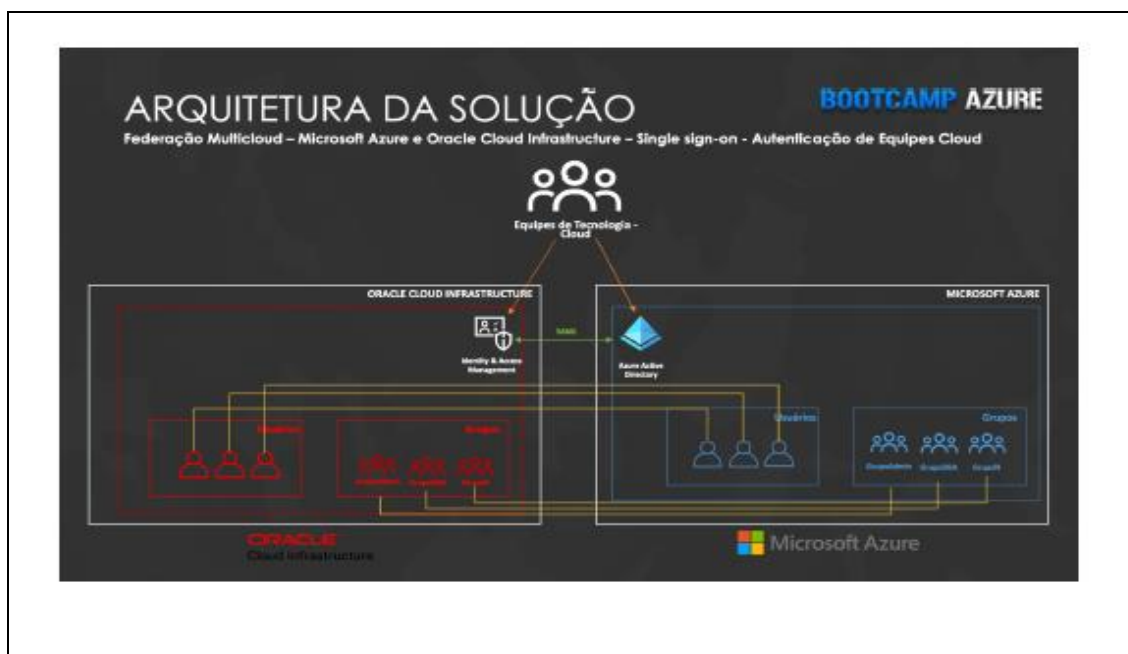 ARQUITETURA DA SOLUÇÃO
BOOTCAMP AZURE
Federação Multicloud – Microsoft Azure e Oracle Cloud Infrastructure – Single sign-on - Autenticação de Equipes Cloud
Equipes de Tecnologia -
Cloud
ORACLE CLOUD INFRASTRUCTURE
MICROSOFT AZURE
Identity & Access
Management
Azure Active
Directory
Usuários
Grupos
Usuários
Grupos
ORACLE
Cloud Infrastructure
Microsoft Azure